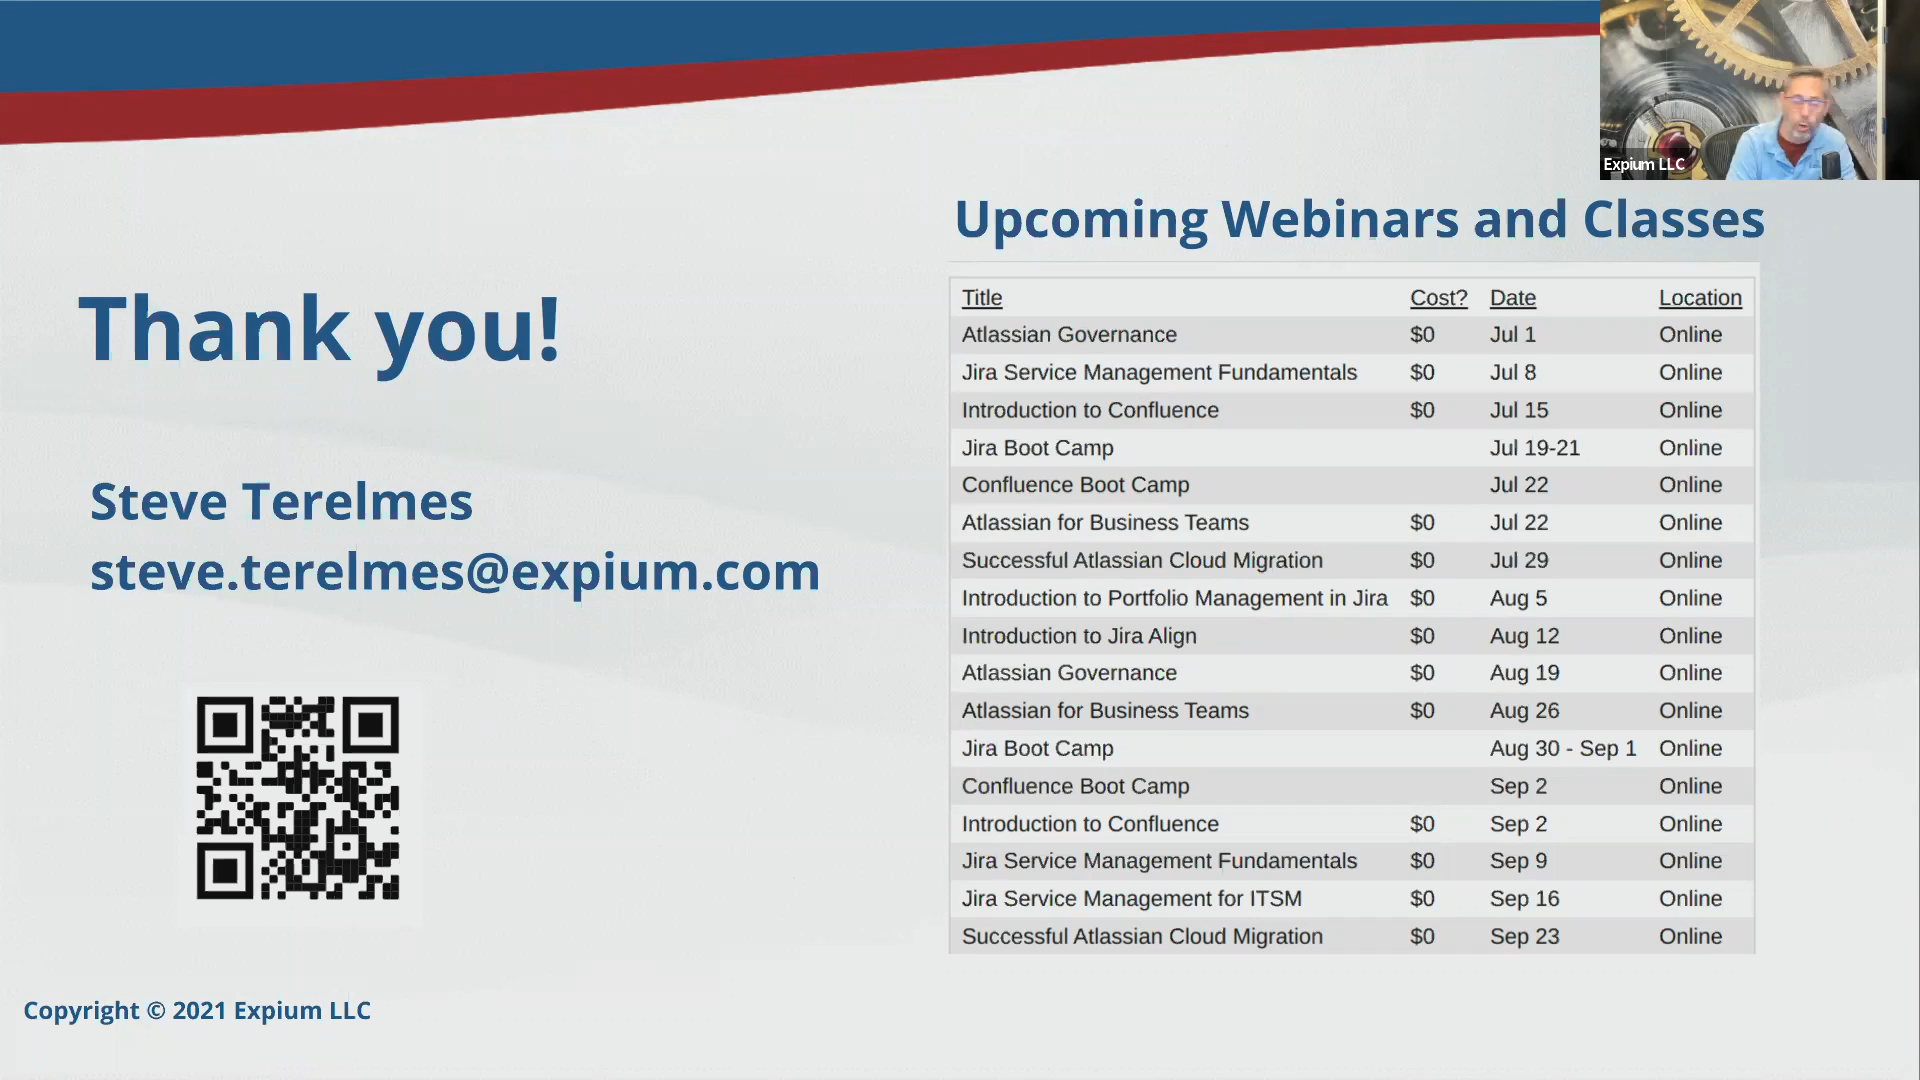 Expium LLC
Upcoming Webinars and Classes
Thank you!
Steve Terelmes
steve.terelmes@expium.com
Title Cost? Date Location
Atlassian Governance $0 Jul 1 Online
Jira Service Management Fundamentals $0 Jul 8 Online
Introduction to Confluence $0 Jul 15 Online
Jira Boot Camp Jul 19-21 Online
Confluence Boot Camp Jul 22 Online
Atlassian for Business Teams $0 Jul 22 Online
Successful Atlassian Cloud Migration $0 Jul 29 Online
Introduction to Portfolio Management in Jira $0 Aug 5 Online
Introduction to Jira Align $0 Aug 12 Online
Atlassian Governance $0 Aug 19 Online
Atlassian for Business Teams $0 Aug 26 Online
Jira Boot Camp Aug 30 - Sep 1 Online
Confluence Boot Camp Sep 2 Online
Introduction to Confluence $0 Sep 2 Online
Jira Service Management Fundamentals $0 Sep 9 Online
Jira Service Management for ITSM $0 Sep 16 Online
Successful Atlassian Cloud Migration $0 Sep 23 Online
Copyright © 2021 Expium LLC